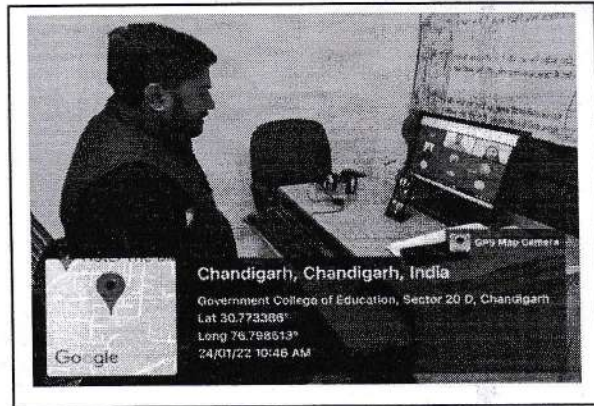 GPS Map Camera
Chandigarh, Chandigarh, India
Government College of Education, Sector 20 D, Chandigarh
Lat 30.773386°
Long 76.798513°
24/01/22 10:46 AM
Google